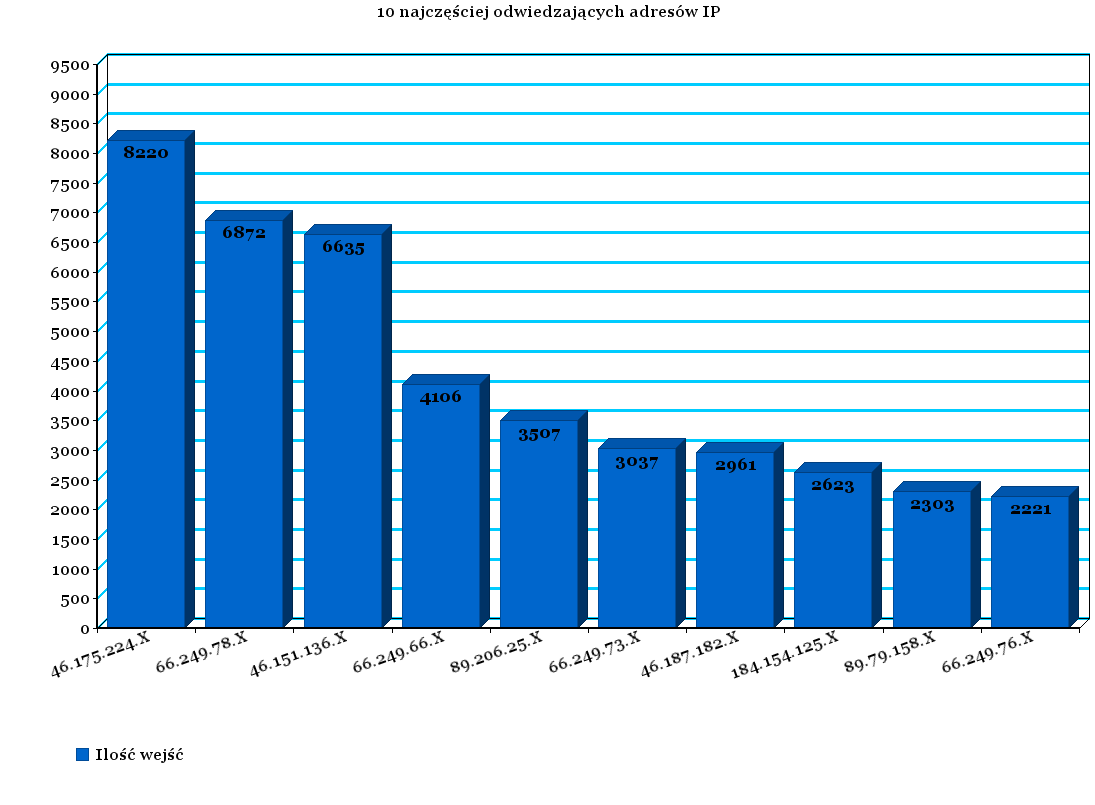 10 najczęściej odwiedzających adresów IP
9500
9000
8500
8000
7500
7000
6500
6000
5500
5000
4500
4000
3500
3000
2500
2000
1500
1000
500
0
8220
6872
6635
4106
3507
3037
2961
2623
2303
2221
46.175.224.X
66.249.78.X
46.151.136.X
66.249.66.X
89.206.25.X
66.249.73.X
46.187.182.X
184.154.125.X
89.79.158.X
66.249.76.X
Ilość wejść